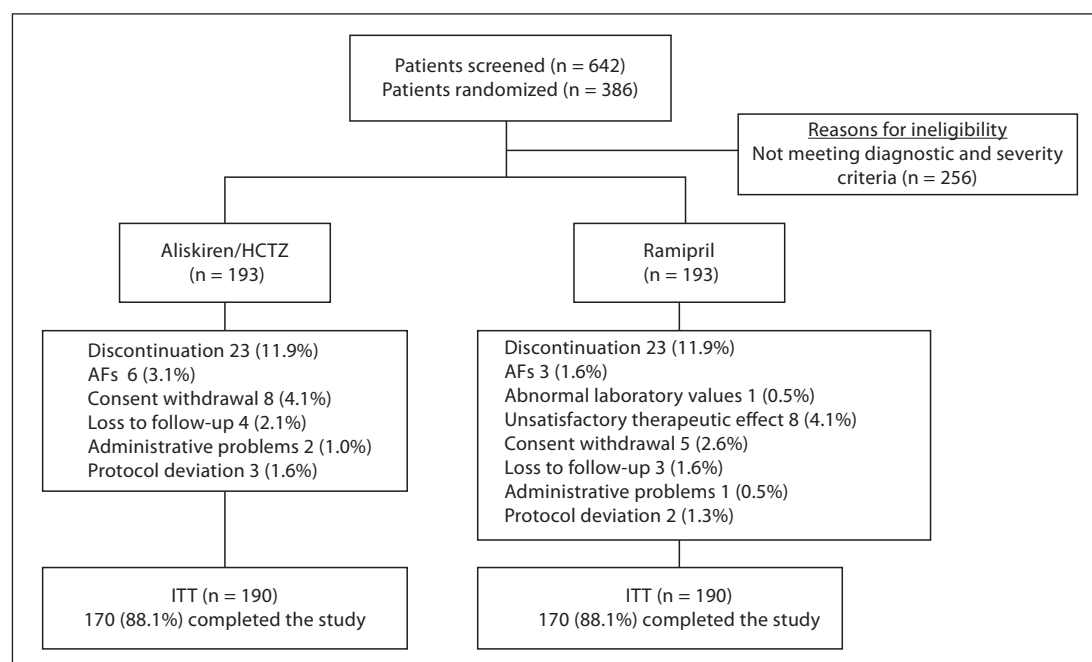 Patients screened (n = 642)
Patients randomized (n = 386)
Reasons for ineligibility
Not meeting diagnostic and severity
criteria (n = 256)
Aliskiren/HCTZ
(n = 193)
Ramipril
(n = 193)
Discontinuation 23 (11.9%)
AFs 6 (3.1%)
Consent withdrawal 8 (4.1%)
Loss to follow-up 4 (2.1%)
Administrative problems 2 (1.0%)
Protocol deviation 3 (1.6%)
Discontinuation 23 (11.9%)
AFs 3 (1.6%)
Abnormal laboratory values 1 (0.5%)
Unsatisfactory therapeutic effect 8 (4.1%)
Consent withdrawal 5 (2.6%)
Loss to follow-up 3 (1.6%)
Administrative problems 1 (0.5%)
Protocol deviation 2 (1.3%)
ITT (n = 190)
170 (88.1%) completed the study
ITT (n = 190)
170 (88.1%) completed the study